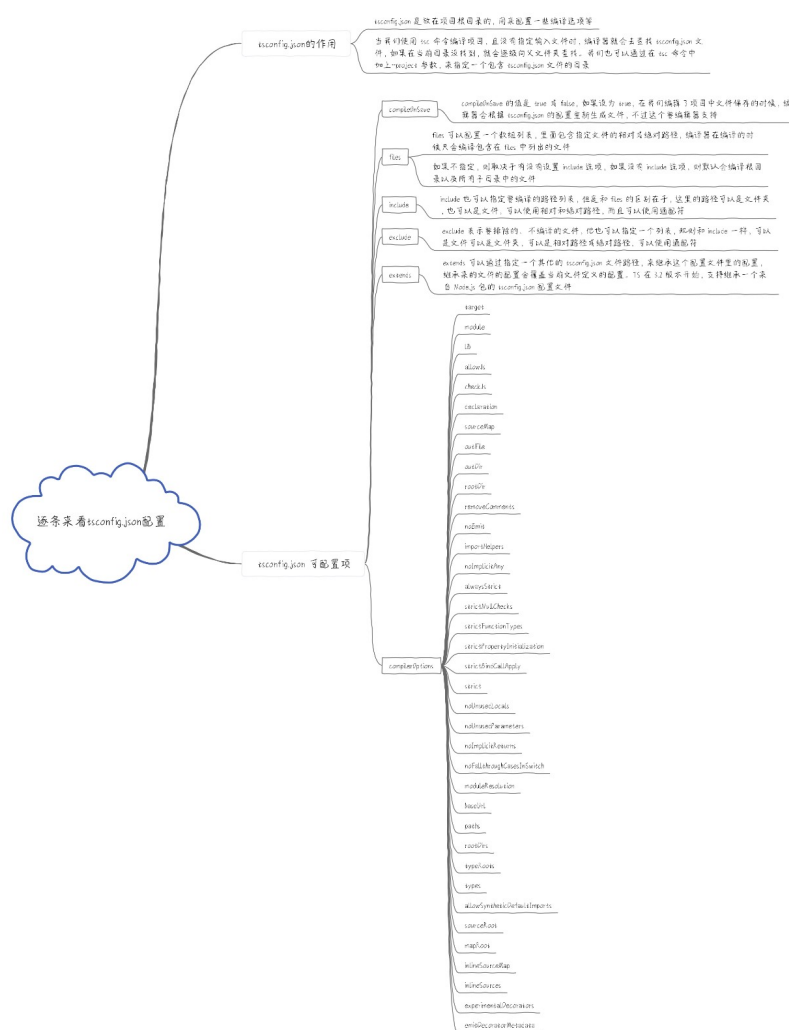 tsconfig.json的作用
tsconfig.json 是放在项目根目录的，用来配置一些编译选项等
当我们使用 tsc 命令编译项目，且没有指定输入文件时，编译器就会去查找 tsconfig.json 文
件，如果在当前目录没找到，就会逐级向父文件夹查找。我们也可以通过在 tsc 命令中
加上–project 参数，来指定一个包含 tsconfig.json 文件的目录
逐条来看tsconfig.json配置
tsconfig.json 可配置项
compileOnSave
compileOnSave 的值是 true 或 false，如果设为 true，在我们编辑了项目中文件保存的时候，编
辑器会根据 tsconfig.json 的配置重新生成文件，不过这个要编辑器支持
files
files 可以配置一个数组列表，里面包含指定文件的相对或绝对路径，编译器在编译的时
候只会编译包含在 files 中列出的文件
如果不指定，则取决于有没有设置 include 选项，如果没有 include 选项，则默认会编译根目
录以及所有子目录中的文件
include
include 也可以指定要编译的路径列表，但是和 files 的区别在于，这里的路径可以是文件夹
，也可以是文件，可以使用相对和绝对路径，而且可以使用通配符
exclude
exclude 表示要排除的、不编译的文件，他也可以指定一个列表，规则和 include 一样，可以
是文件可以是文件夹，可以是相对路径或绝对路径，可以使用通配符
extends
extends 可以通过指定一个其他的 tsconfig.json 文件路径，来继承这个配置文件里的配置，
继承来的文件的配置会覆盖当前文件定义的配置。TS 在 3.2 版本开始，支持继承一个来
自 Node.js 包的 tsconfig.json 配置文件
compilerOptions
target
module
lib
allowJs
checkJs
declaration
sourceMap
outFile
outDir
rootDir
removeComments
noEmit
importHelpers
noImplicitAny
alwaysStrict
strictNullChecks
strictFunctionTypes
strictPropertyInitialization
strictBindCallApply
strict
noUnusedLocals
noUnusedParameters
noImplicitReturns
noFallthroughCasesInSwitch
moduleResolution
baseUrl
paths
rootDirs
typeRoots
types
allowSyntheticDefaultImports
sourceRoot
mapRoot
inlineSourceMap
inlineSources
experimentalDecorators
emitDecoratorMetadata